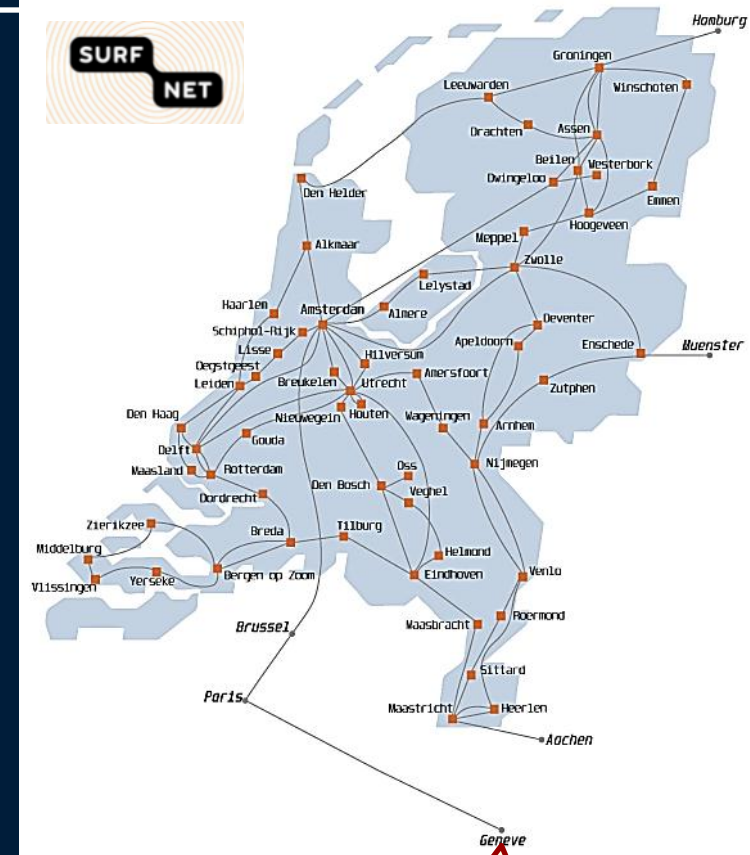 Hamburg
SURF
NET
Groningen
Leeuwarden
Winschoten
Drachten
Assen
Beilen
Westerbork
Dwingeloo
Den Helder
Emmen
Hoogeveen
Meppel
Alkmaar
Zwolle
Lelystad
Haarlem
Amsterdam
Almere
Schiphol-Rijk
Deventer
Lisse
Apeldoorn
Enschede
Muenster
Hilversum
Oegstgeest
Breukelen
Utrecht
Amersfoort
Leiden
Zutphen
Den Haag
Nieuwegein
Houten
Wageningen
Arnhem
Gouda
Delft
Nijmegen
Maasland
Rotterdam
Oss
Den Bosch
Veghel
Dordrecht
Zierikzee
Breda
Tilburg
Middelburg
Helmond
Vlissingen
Yerseke
Bergen op Zoom
Eindhoven
Venlo
Brussel
Maasbracht
Roermond
Sittard
Paris
Maastricht
Heerlen
Aachen
Geneve